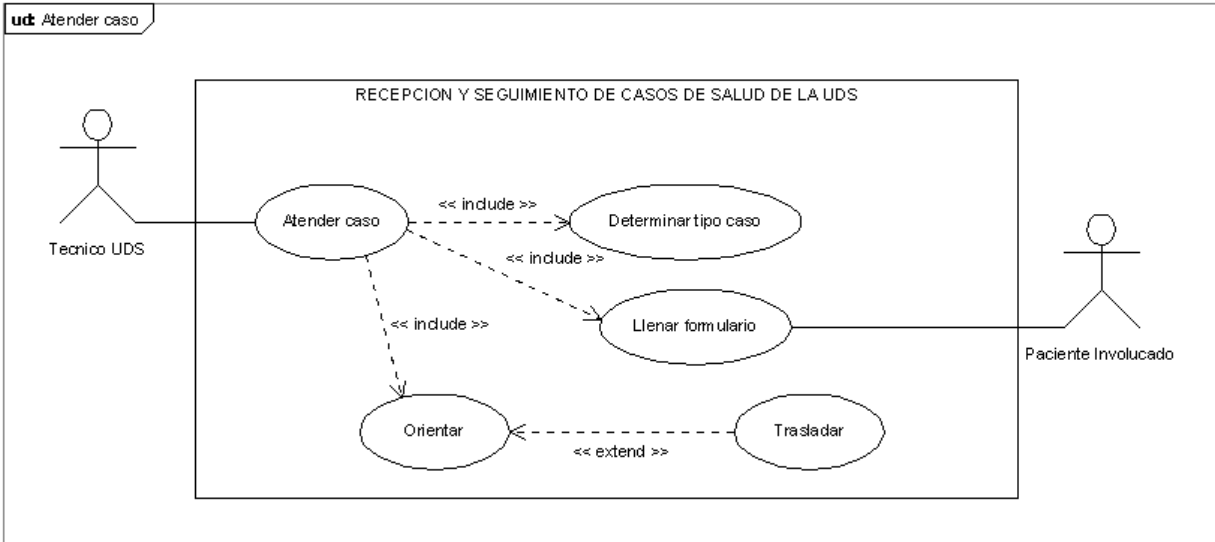 ud: Atender caso
RECEPCION Y SEGUIMIENTO DE CASOS DE SALUD DE LA UDS
Atender caso
<< include >>
Determinar tipo caso
Tecnico UDS
<< include >>
<< include >>
Llenar formulario
Paciente Involucado
Orientar
<< extend >>
Trasladar